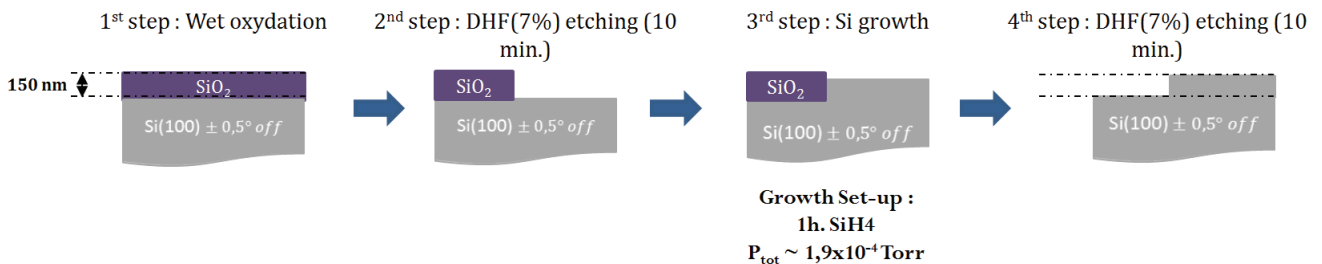 1st step : Wet oxydation
2nd step : DHF(7%) etching (10
min.)
3rd step : Si growth
4th step : DHF(7%) etching (10
min.)
150 nm
SiO2
SiO2
SiO2
Si(100) ± 0,5° off
Si(100) ± 0,5° off
Si(100) ± 0,5° off
Si(100) ± 0,5° off
Growth Set-up :
1h. SiH4
Ptot ~ 1,9x10-4 Torr